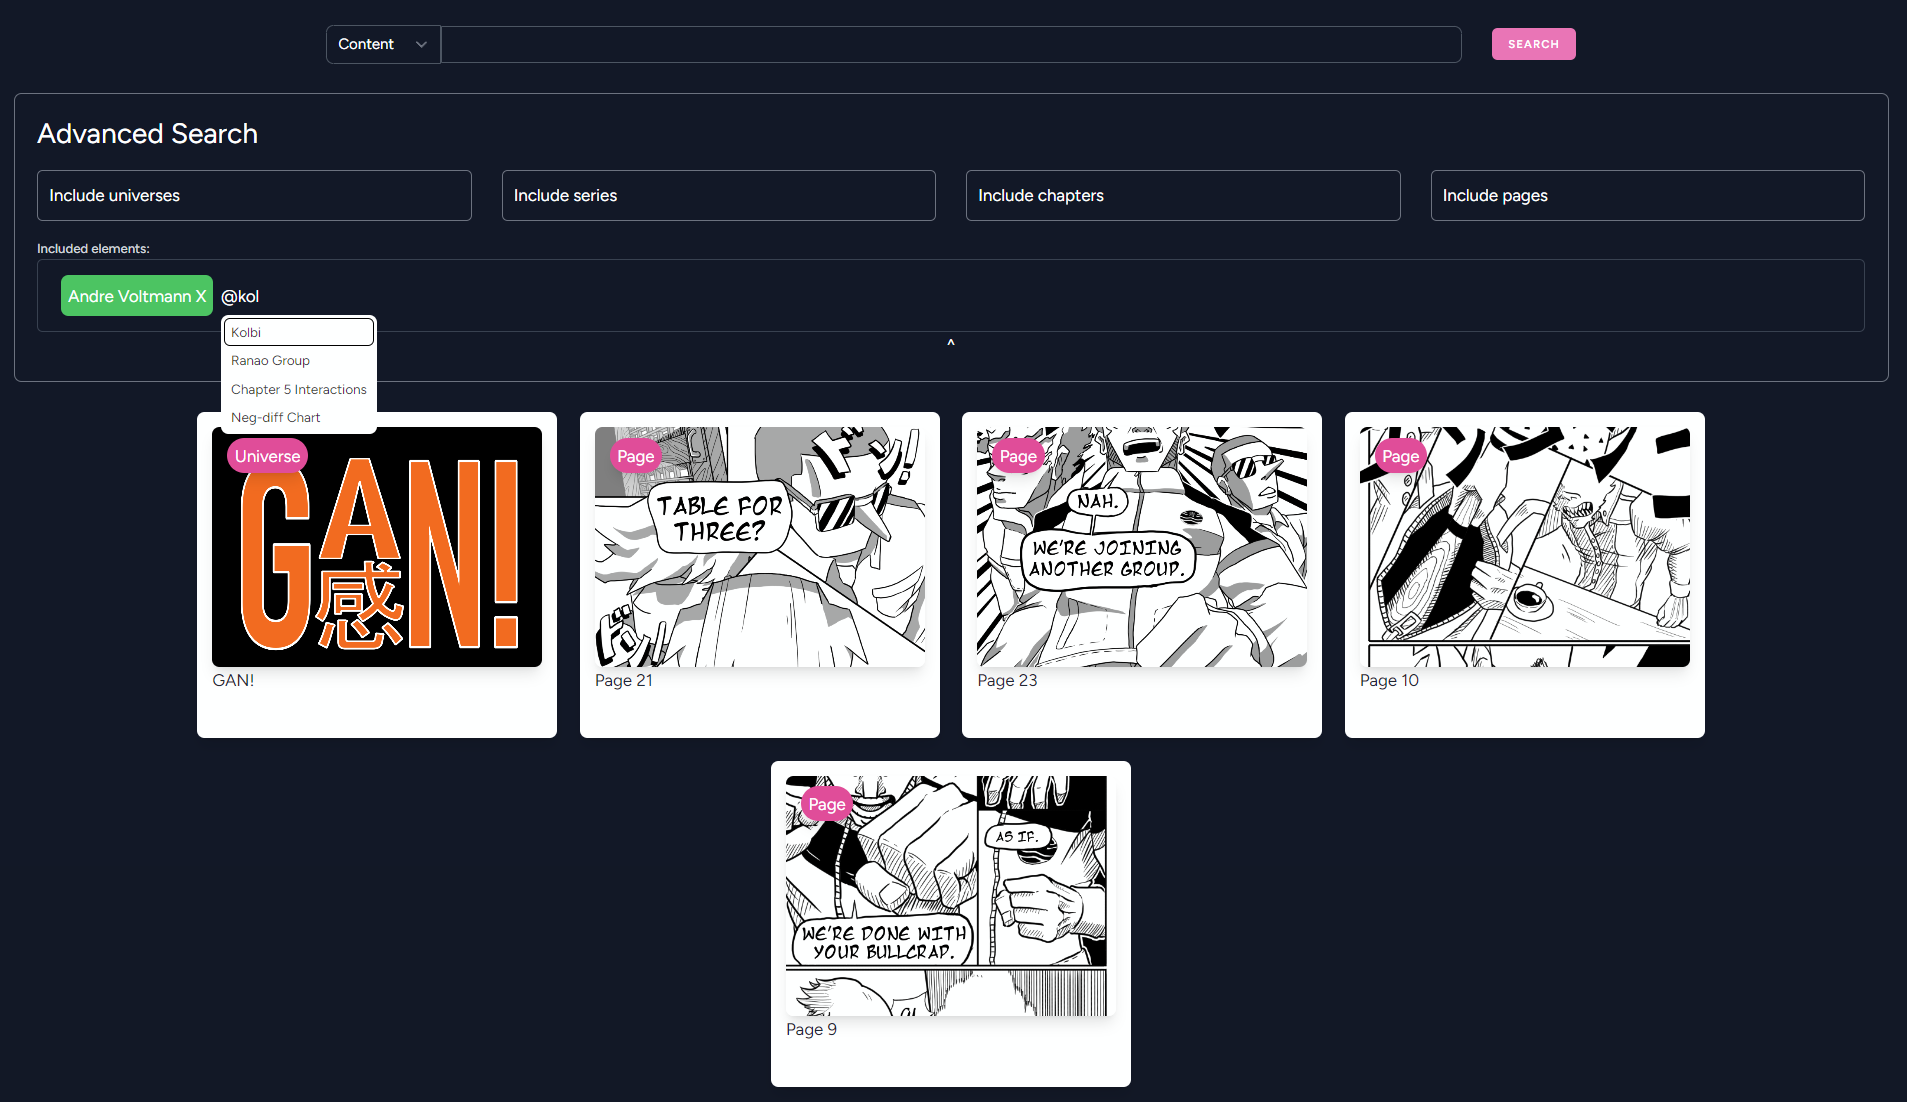 Content
SEARCH
Advanced Search
Include universes
Include series
Include chapters
Include pages
Included elements:
Andre Voltmann X @kol
Kolbi
Ranao Group
Chapter 5 Interactions
Neg-diff Chart
Universe
GAN!
感
GAN!
Page
TABLE FOR
THREE?
Page 21
Page
NAH.
WE'RE JOINING
ANOTHER GROUP.
Page 23
Page
Page 10
Page
AS IF.
WE'RE DONE WITH
YOUR BULLCRAP.
Page 9